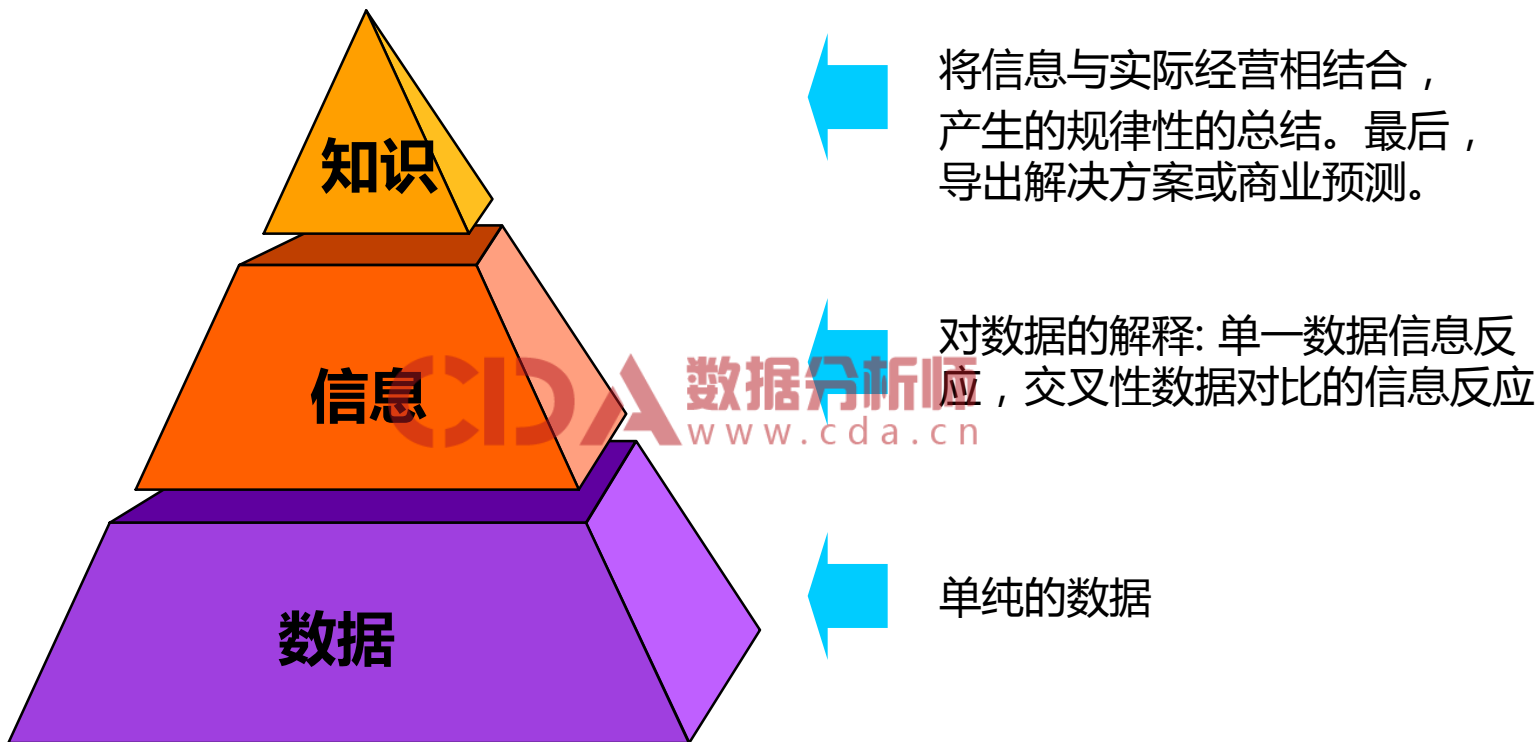 知识
将信息与实际经营相结合，
产生的规律性的总结。最后，
导出解决方案或商业预测。
信息
对数据的解释: 单一数据信息反
应，交叉性数据对比的信息反应
CDA 数据分析师
www.cda.cn
数据
单纯的数据